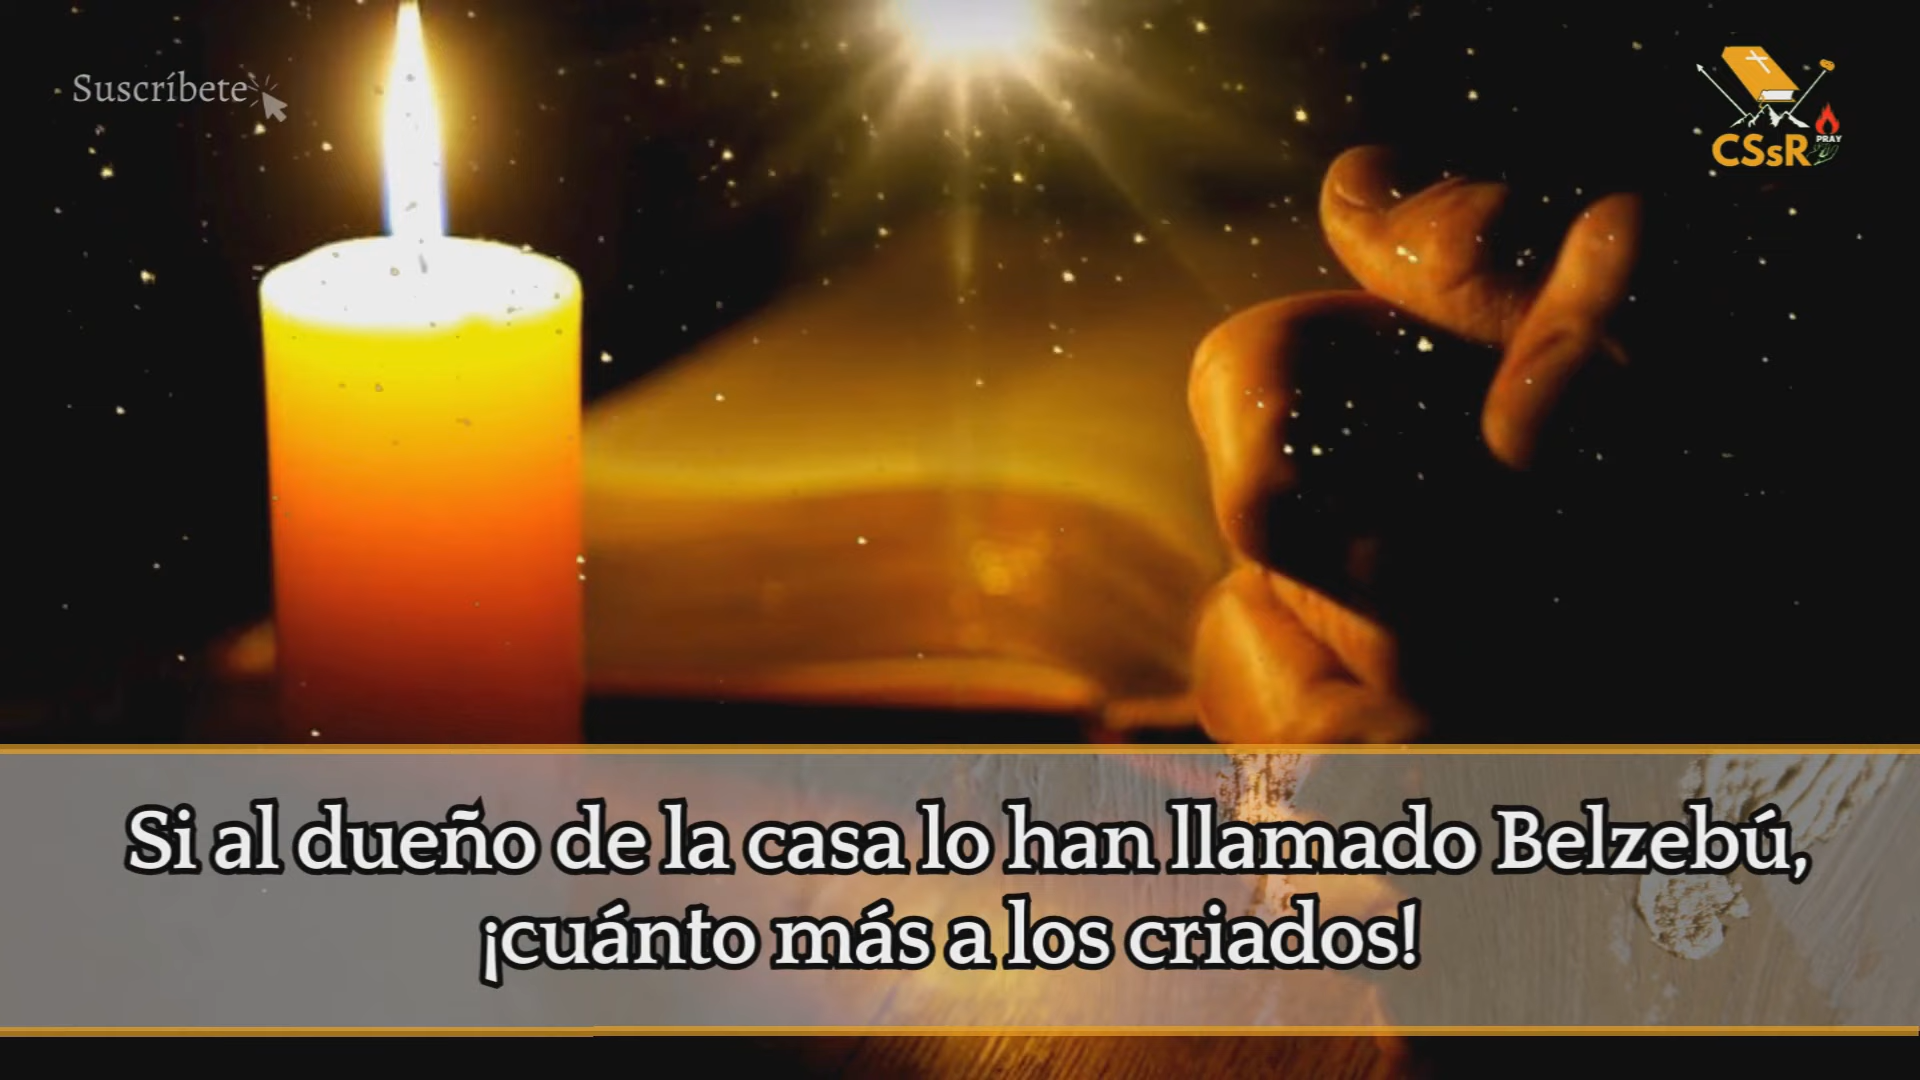 Suscríbete
CSsR
PRAY
Si al dueño de la casa lo han llamado Belzebú,
¡cuánto más a los criados!